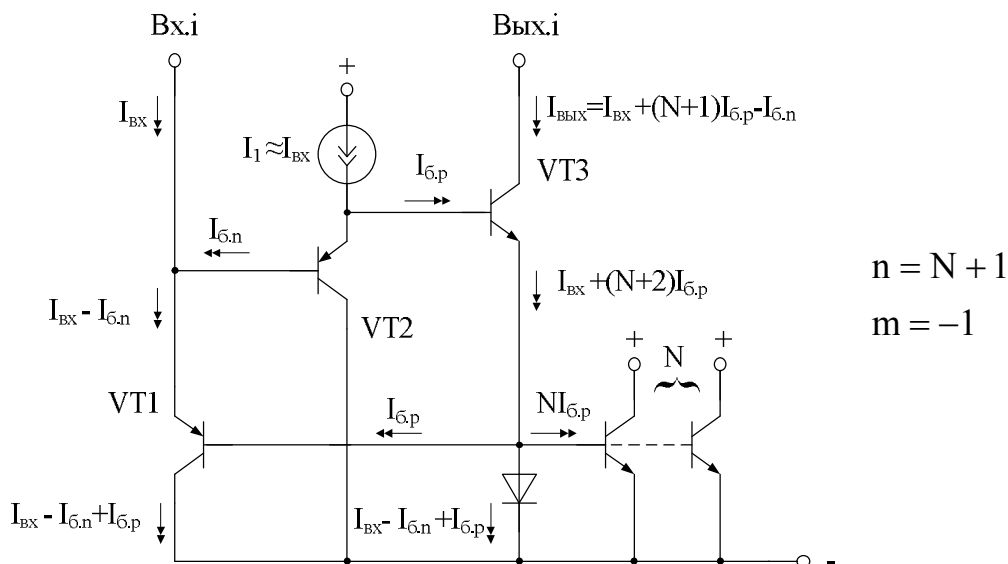 Вх.i
Вых.i
+
Iвх
Iвых=Iвх+(N+1)Iб.p-Iб.n
I1≈Iвх
Iб.p
VT3
Iб.n
Iвх+(N+2)Iб.p
n = N + 1
Iвх - Iб.n
VT2
m = −1
+
N
+
VT1
Iб.p
NIб.p
Iвх - Iб.n+Iб.p
Iвх- Iб.n+Iб.p
-